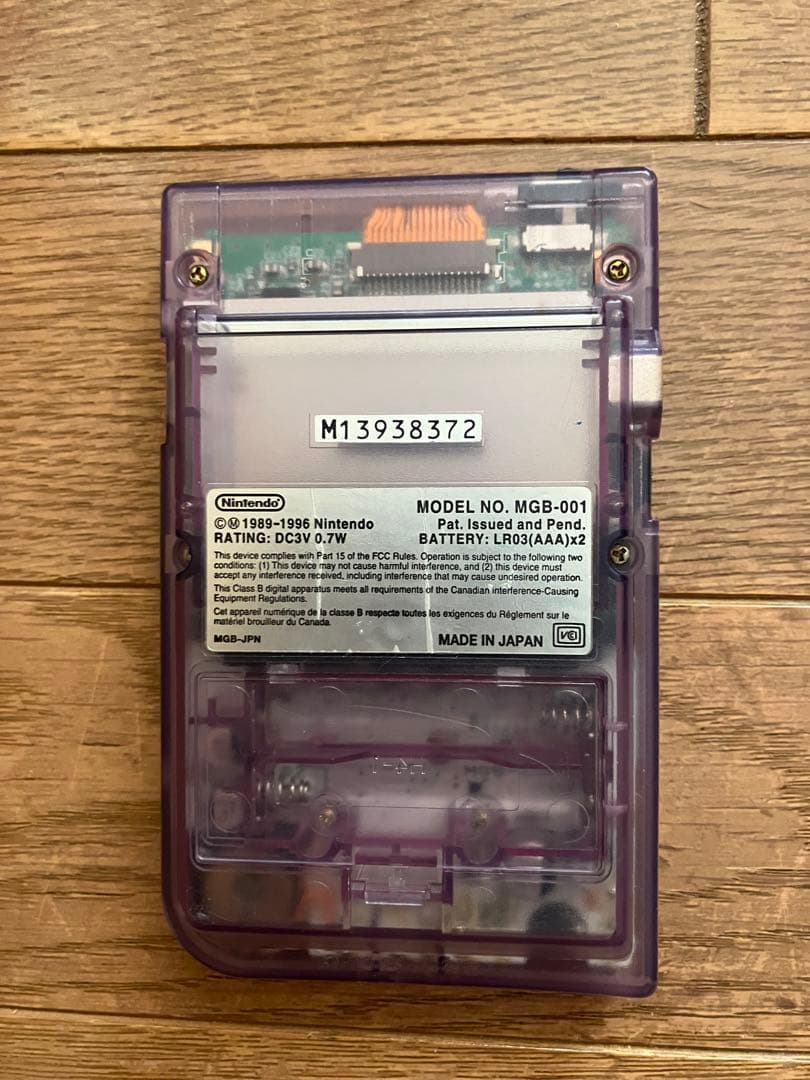 M13938372
Nintendo®
MODEL NO. MGB-001
©Ⓜ1989-1996 Nintendo
Pat. Issued and Pend.
RATING: DC3V 0.7W
BATTERY: LR03(AAA)x2
This device complies with Part 15 of the FCC Rules. Operation is subject to the following two
conditions: (1) This device may not cause harmful interference, and (2) this device must
accept any interference received, including interference that may cause undesired operation.
This Class B digital apparatus meets all requirements of the Canadian interference-Causing
Equipment Regulations.
Cet appareil numérique de la classe B respecte toutes les exigences du Règlement sur le
matériel brouilleur du Canada.
MGB-JPN
MADE IN JAPAN